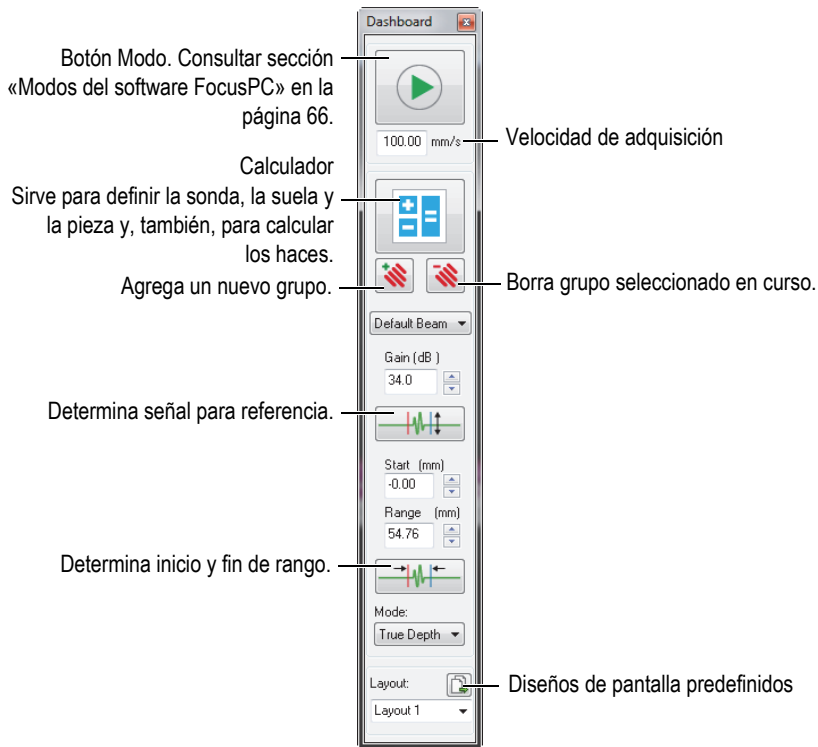 Dashboard
Botón Modo. Consultar sección
«Modos del software FocusPC» en la
página 66.
100.00 mm/s
Velocidad de adquisición
Calculador
Sirve para definir la sonda, la suela y
la pieza y, también, para calcular
los haces.
Agrega un nuevo grupo.
Borra grupo seleccionado en curso.
Default Beam
Gain (dB )
34.0
Determina señal para referencia.
Start (mm)
-0.00
Range (mm)
54.76
Determina inicio y fin de rango.
Mode:
True Depth
Layout:
Diseños de pantalla predefinidos
Layout 1